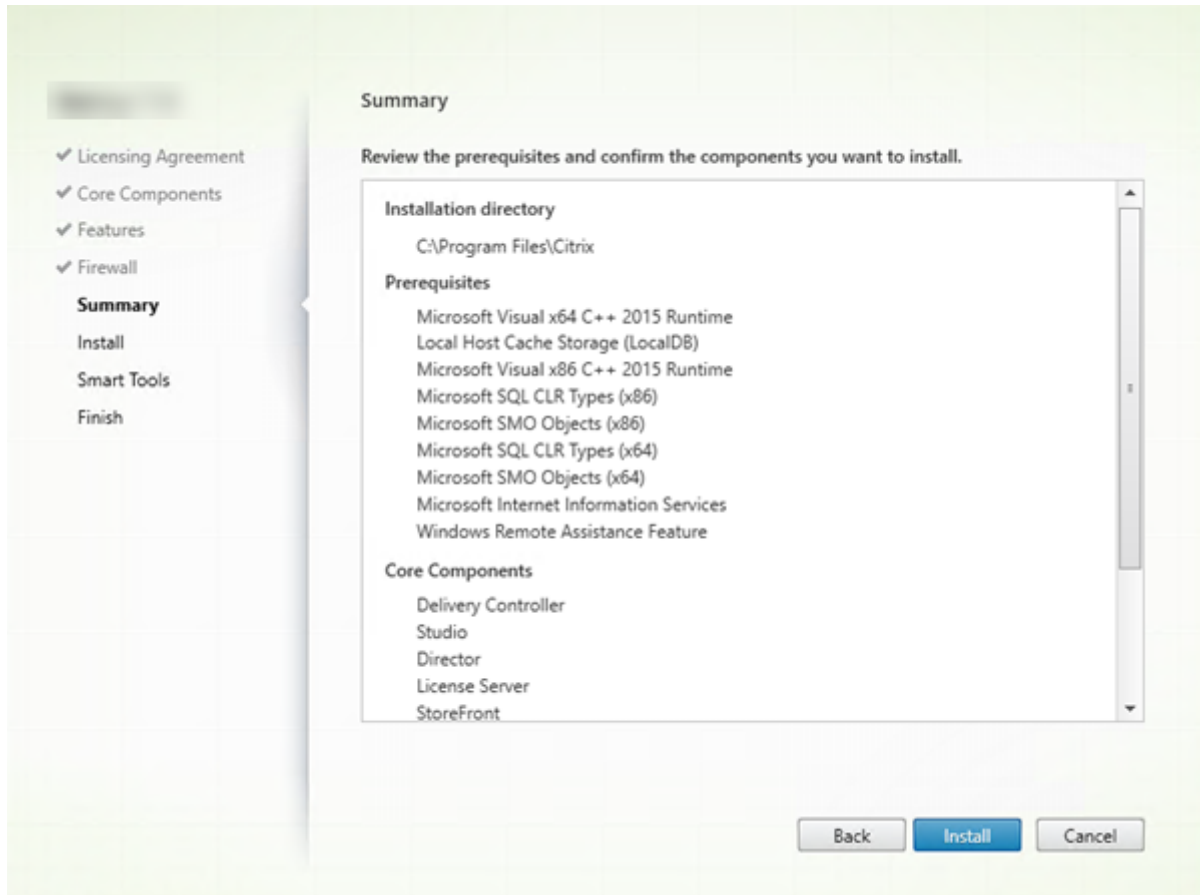 Licensing Agreement
Core Components
Features
Firewall
Summary
Install
Smart Tools
Finish
Summary
Review the prerequisites and confirm the components you want to install.
Installation directory
C:\Program Files\Citrix
Prerequisites
Microsoft Visual x64 C++ 2015 Runtime
Local Host Cache Storage (LocalDB)
Microsoft Visual x86 C++ 2015 Runtime
Microsoft SQL CLR Types (x86)
Microsoft SMO Objects (x86)
Microsoft SQL CLR Types (x64)
Microsoft SMO Objects (x64)
Microsoft Internet Information Services
Windows Remote Assistance Feature
Core Components
Delivery Controller
Studio
Director
License Server
StoreFront
Back
Install
Cancel